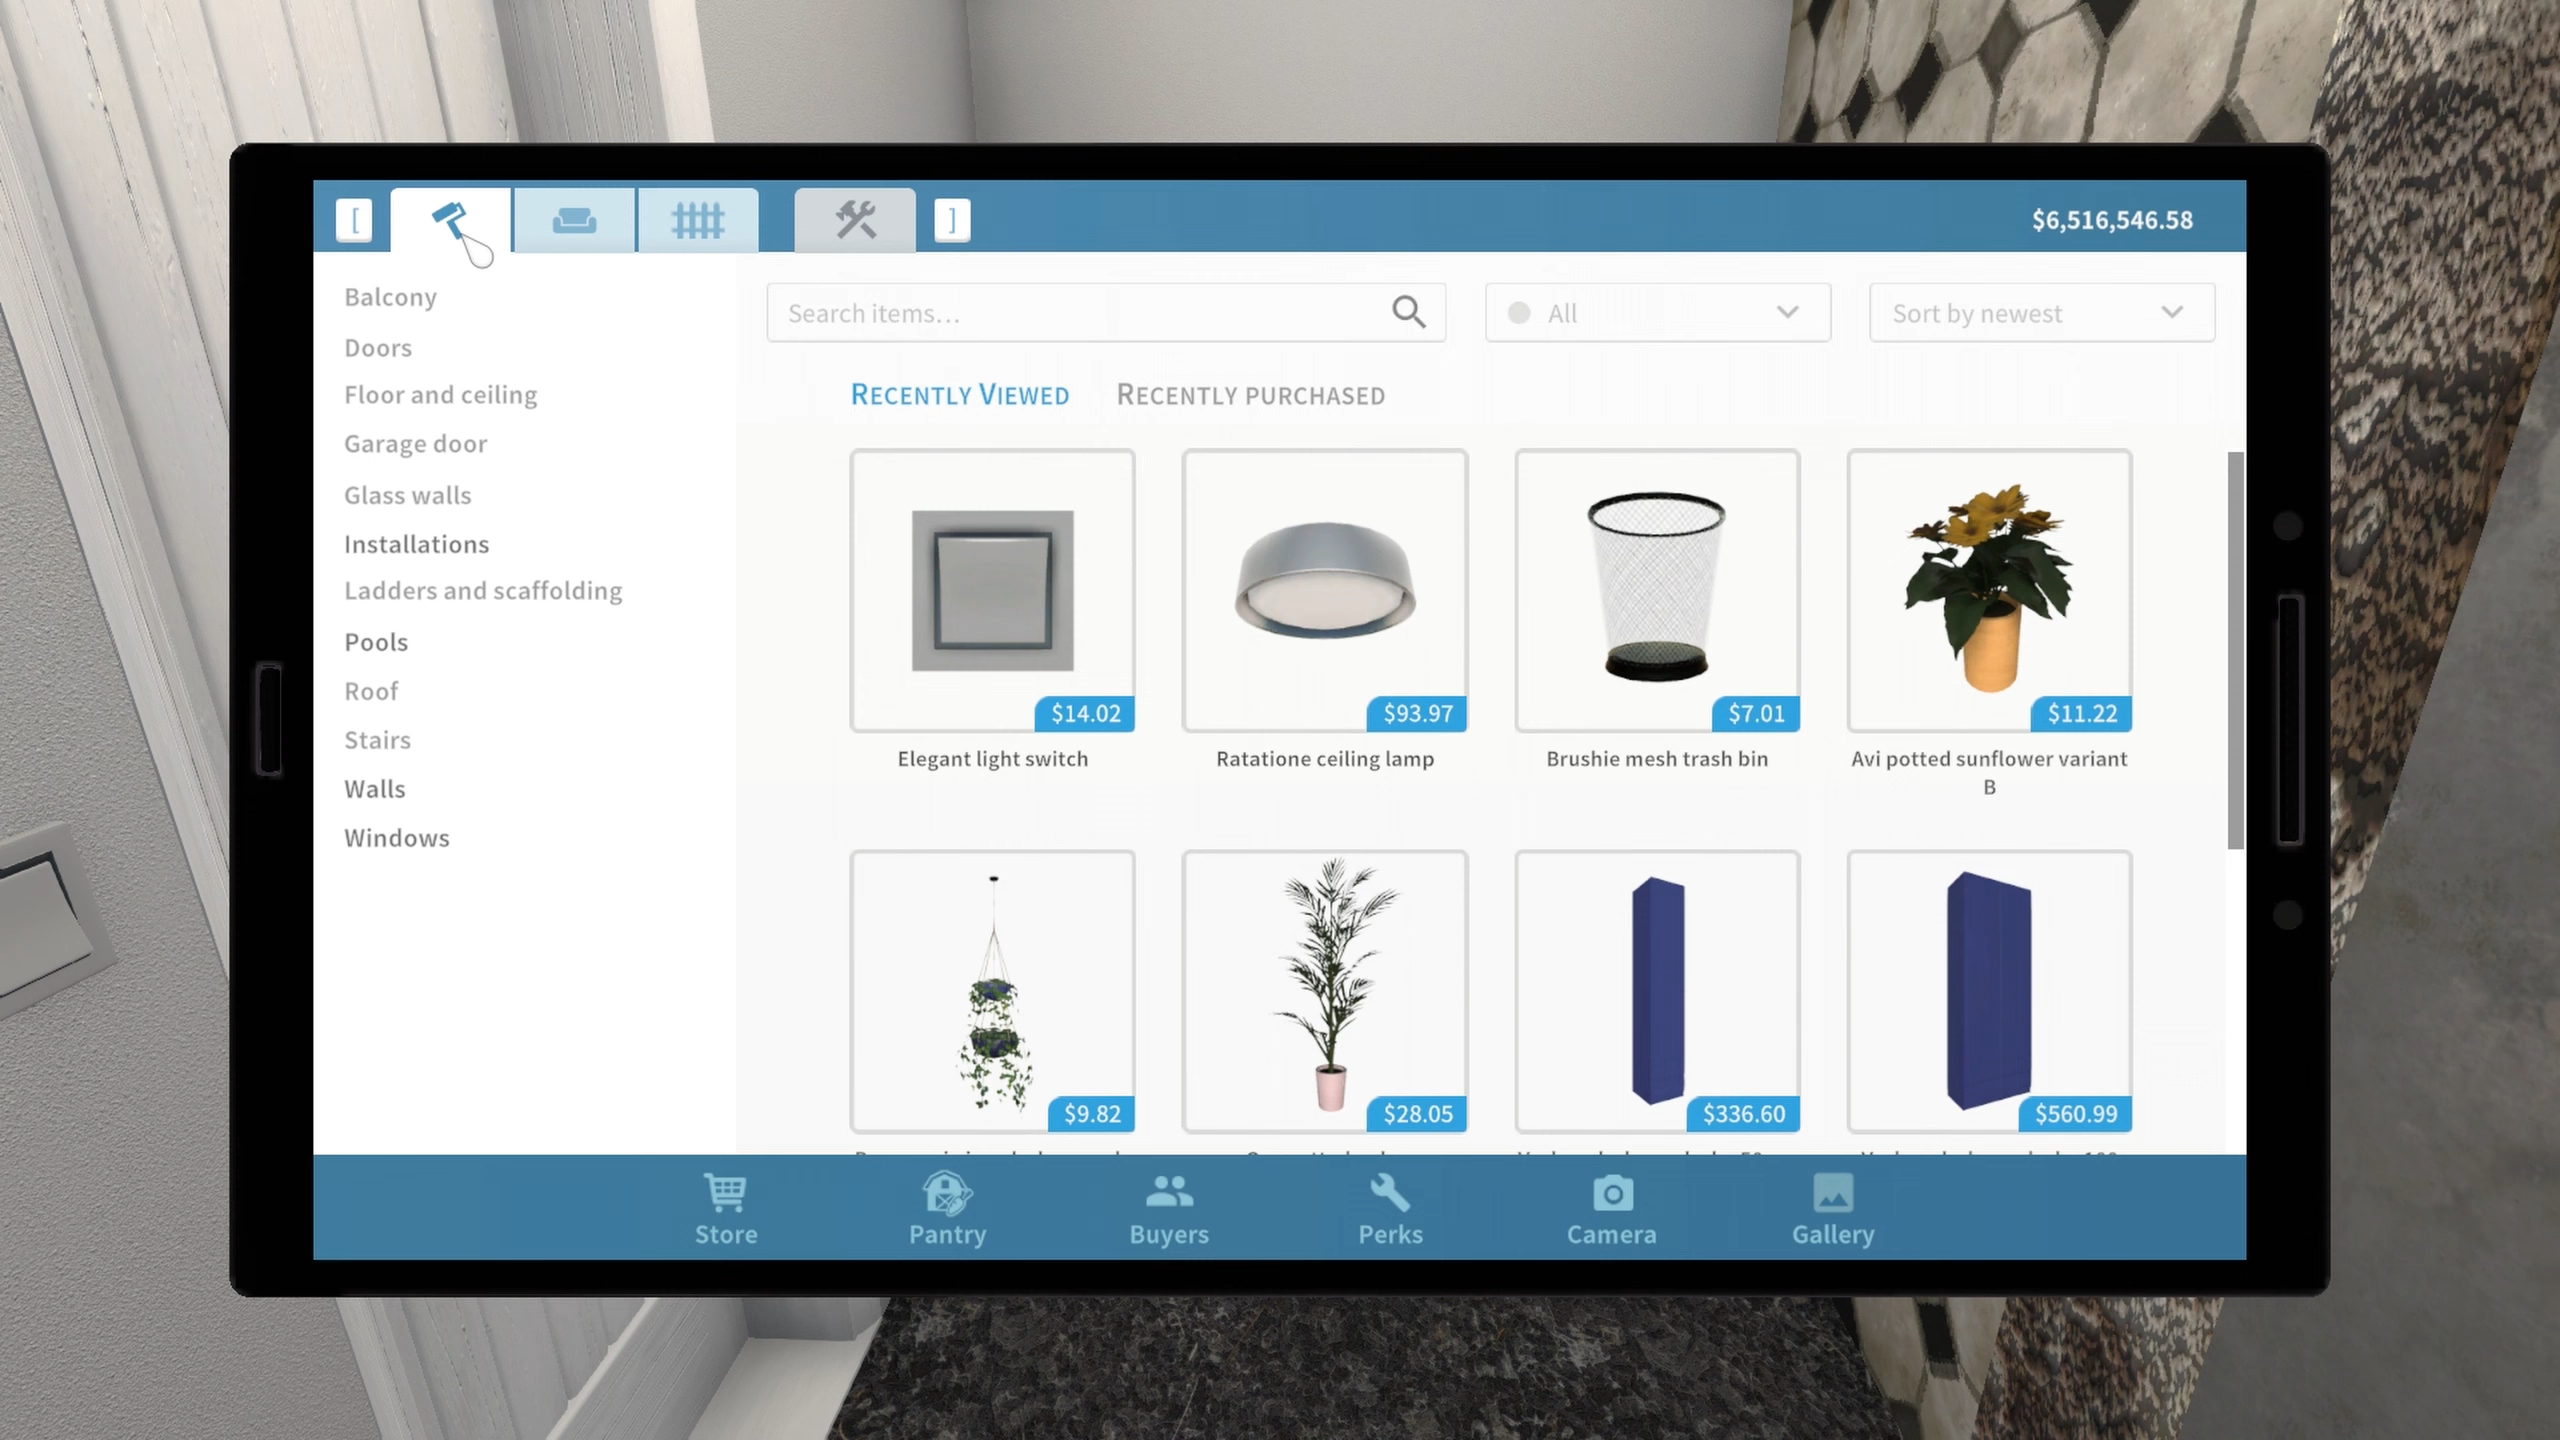 [
]
$6,516,546.58
Balcony
Doors
Floor and ceiling
Garage door
Glass walls
Installations
Ladders and scaffolding
Pools
Roof
Stairs
Walls
Windows
Search items...
All
Sort by newest
RECENTLY VIEWED
RECENTLY PURCHASED
$14.02
$93.97
$7.01
$11.22
Elegant light switch
Ratatione ceiling lamp
Brushie mesh trash bin
Avi potted sunflower variant
B
$9.82
$28.05
$336.60
$560.99
Store
Pantry
Buyers
Perks
Camera
Gallery